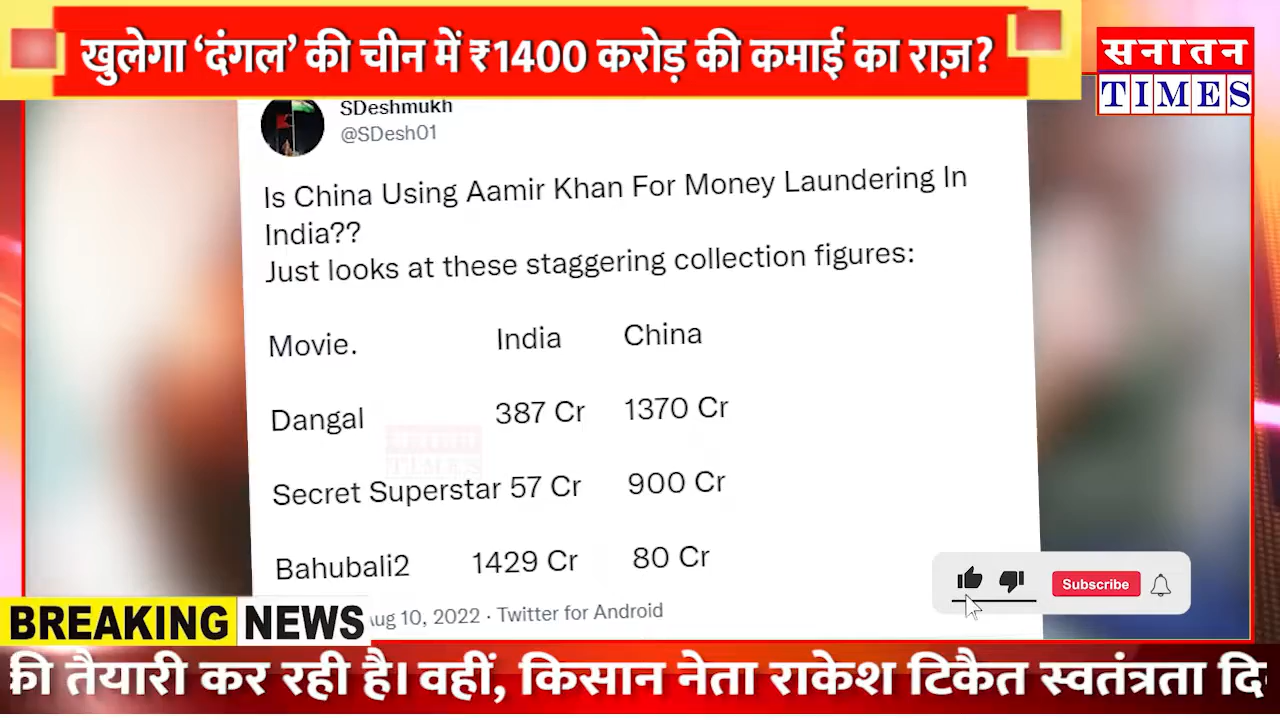 खुलेगा ‘दंगल’ की चीन में ₹1400 करोड़ की कमाई का राज़?
सनातन
TIMES
SDeshmukh
@SDesh01
Is China Using Aamir Khan For Money Laundering In
India??
Just looks at these staggering collection figures:
Movie. India China
Dangal 387 Cr 1370 Cr
सनातन
TIMES
Secret Superstar 57 Cr 900 Cr
Bahubali2 1429 Cr 80 Cr
Subscribe
10, 2022 · Twitter for Android
BREAKING NEWS
तैयारी कर रही है। वहीं, किसान नेता राकेश टिकैत स्वतंत्रता